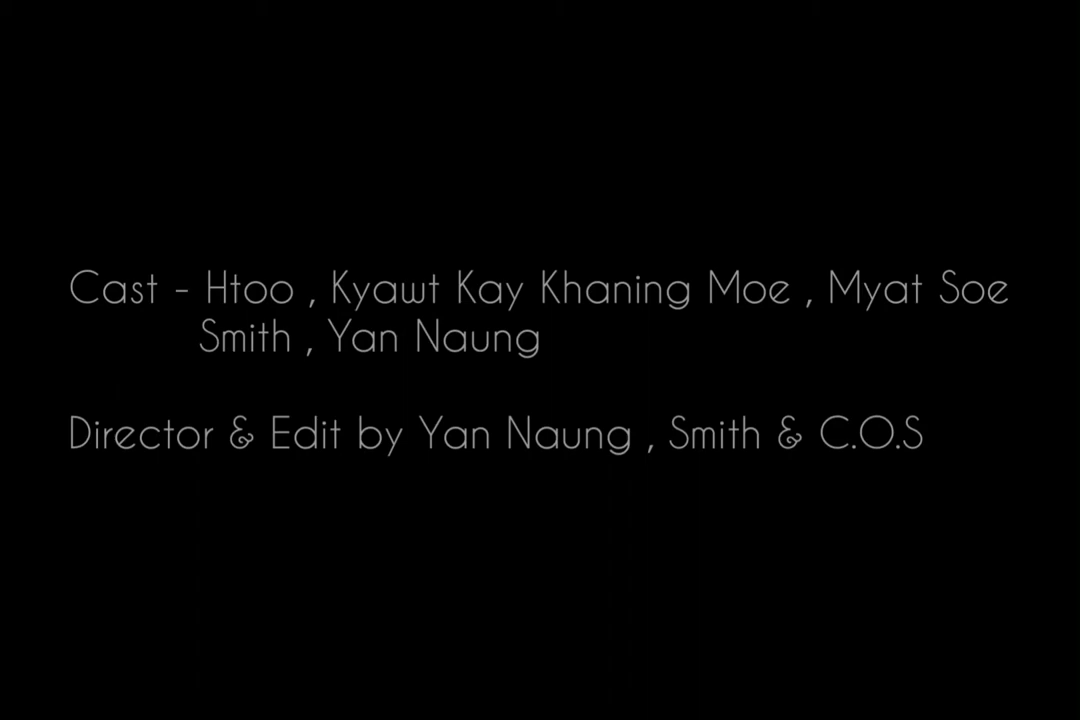 Cast - Htoo , Kyawt Kay Khaning Moe , Myat Soe
Smith , Yan Naung
Director & Edit by Yan Naung , Smith & C.O.S